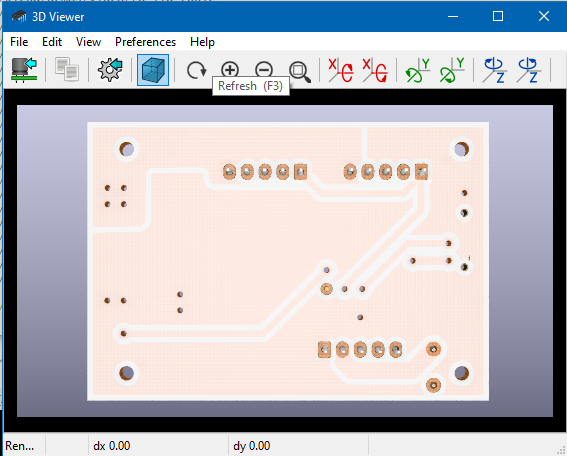 3D Viewer
File Edit View Preferences Help
X X Y Y Z Z
Refresh (F3)
Ren... dx 0.00 dy 0.00